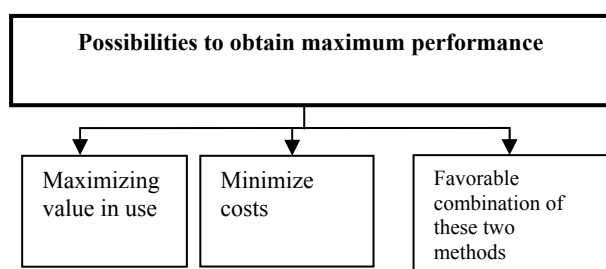 Possibilities to obtain maximum performance
Maximizing
value in use
Minimize
costs
Favorable
combination of
these two
methods